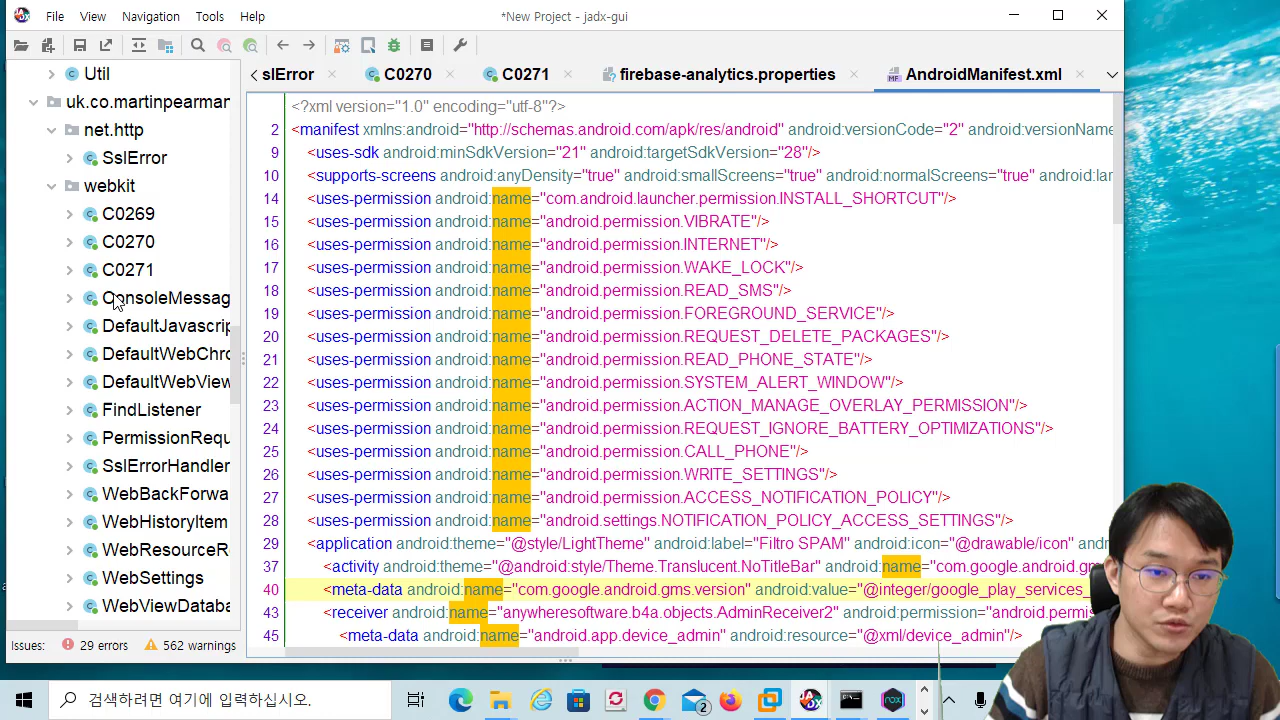 *New Project - jadx-gui
File View Navigation Tools Help
Util
uk.co.martinpearman
net.http
SslError
webkit
C0269
C0270
C0271
ConsoleMessag
DefaultJavascrip
DefaultWebChro
DefaultWebView
FindListener
PermissionRequ
SslErrorHandler
WebBackForwa
WebHistoryItem
WebResourceRe
WebSettings
WebViewDataba
Issues: 29 errors 562 warnings
slError C0270 C0271 firebase-analytics.properties AndroidManifest.xml
<?xml version="1.0" encoding="utf-8"?>
2 <manifest xmlns:android="http://schemas.android.com/apk/res/android" android:versionCode="2" android:versionName
9 <uses-sdk android:minSdkVersion="21" android:targetSdkVersion="28"/>
10 <supports-screens android:anyDensity="true" android:smallScreens="true" android:normalScreens="true" android:lar
14 <uses-permission android:name="com.android.launcher.permission.INSTALL_SHORTCUT"/>
15 <uses-permission android:name="android.permission.VIBRATE"/>
16 <uses-permission android:name="android.permission.INTERNET"/>
17 <uses-permission android:name="android.permission.WAKE_LOCK"/>
18 <uses-permission android:name="android.permission.READ_SMS"/>
19 <uses-permission android:name="android.permission.FOREGROUND_SERVICE"/>
20 <uses-permission android:name="android.permission.REQUEST_DELETE_PACKAGES"/>
21 <uses-permission android:name="android.permission.READ_PHONE_STATE"/>
22 <uses-permission android:name="android.permission.SYSTEM_ALERT_WINDOW"/>
23 <uses-permission android:name="android.permission.ACTION_MANAGE_OVERLAY_PERMISSION"/>
24 <uses-permission android:name="android.permission.REQUEST_IGNORE_BATTERY_OPTIMIZATIONS"/>
25 <uses-permission android:name="android.permission.CALL_PHONE"/>
26 <uses-permission android:name="android.permission.WRITE_SETTINGS"/>
27 <uses-permission android:name="android.permission.ACCESS_NOTIFICATION_POLICY"/>
28 <uses-permission android:name="android.settings.NOTIFICATION_POLICY_ACCESS_SETTINGS"/>
29 <application android:theme="@style/LightTheme" android:label="Filtro SPAM" android:icon="@drawable/icon" andr
37 <activity android:theme="@android:style/Theme.Translucent.NoTitleBar" android:name="com.google.android.gm
40 <meta-data android:name="com.google.android.gms.version" android:value="@integer/google_play_services_
43 <receiver android:name="anywheresoftware.b4a.objects.AdminReceiver2" android:permission="android.permis
45 <meta-data android:name="android.app.device_admin" android:resource="@xml/device_admin"/>
검색하려면 여기에 입력하십시오.
2
nox